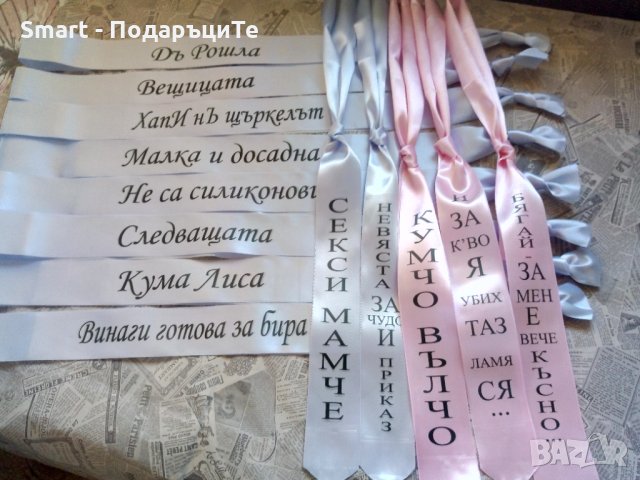 Smart - ПодаръциТе
Дъ Рошла
Вещицата
ХапИ нЪ щъркелът
Малка и досадна
Не са силиконови
Следващата
Кума Лиса
Винаги готова за бира
СЕКСИ МАМЧЕ
НЕВЯСТА
ЗА
ЧУДО
И
ПРИКАЗ
КУМЧО ВЪЛЧО
И
ЗА
К'ВО
Я
УБИХ
ТАЗ
ЛАМЯ
СЯ...
БЯГАЙ -
ЗА
МЕН
Е
ВЕЧЕ
КЪСНО...
BAZAR